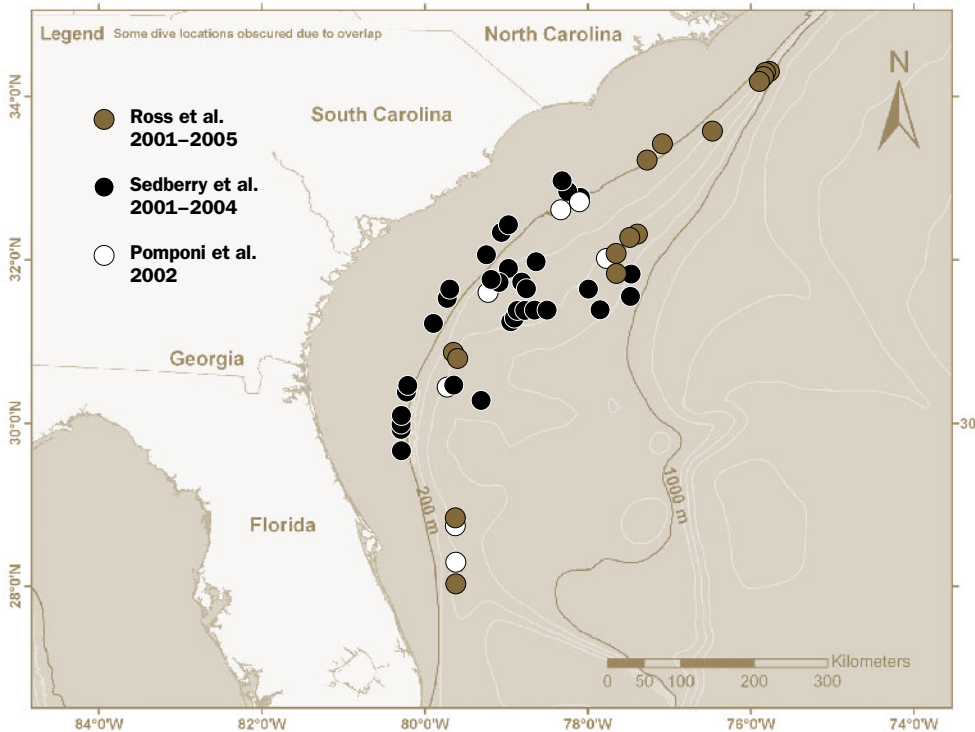 Legend Some dive locations obscured due to overlap
North Carolina
N
34°0'N
Ross et al.
2001–2005
South Carolina
Sedberry et al.
2001–2004
32°0'N
Pomponi et al.
2002
Georgia
30°0'N
30
200 m
1000 m
Florida
28°0'N
Kilometers
0 50 100 200 300
84°0'W 82°0'W 80°0'W 78°0'W 76°0'W 74°0'W